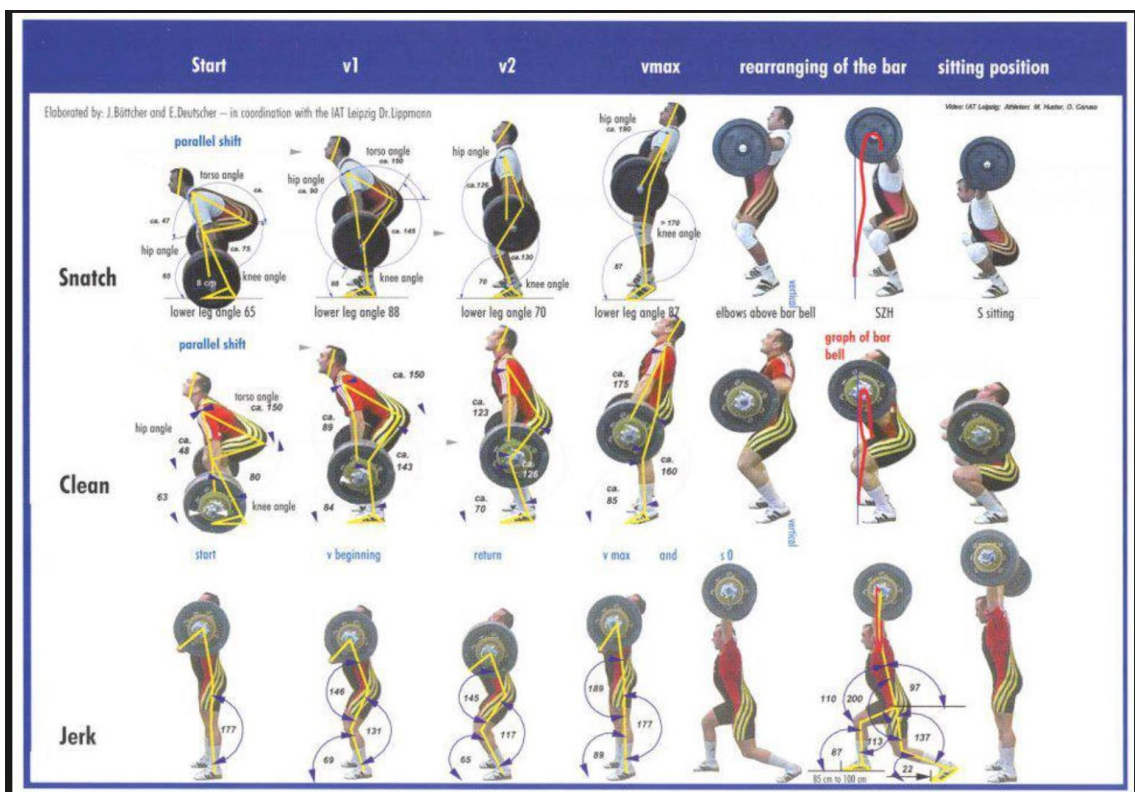 Start v1 v2 vmax rearranging of the bar sitting position
Elaborated by: J.Böttcher and E.Deutscher – in coordination with the IAT Leipzig Dr.Lippmann
Video: IAT Leipzig; Athleten: M. Huster, O. Caruso
parallel shift
torso angle
ca.
ca. 47
hip angle
ca. 75
65
8 cm
knee angle
lower leg angle 65
torso angle
ca. 150
hip angle
ca. 90
ca. 145
88
knee angle
lower leg angle 88
hip angle
ca.126
ca.130
70
knee angle
lower leg angle 70
hip angle
ca. 190
> 170
knee angle
87
lower leg angle 87
vertical
elbows above bar bell
SZH
S sitting
Snatch
parallel shift
torso angle
ca. 150
hip angle
ca.
48
80
63
knee angle
ca. 150
ca.
89
ca.
143
84
ca.
123
ca.
126
ca.
70
ca.
175
ca.
160
ca.
85
vertical
graph of bar
bell
Clean
start v beginning return v max and s 0
177
146
131
69
145
117
65
189
177
89
110 200 97
113 137
87
22
85 cm to 100 cm
Jerk